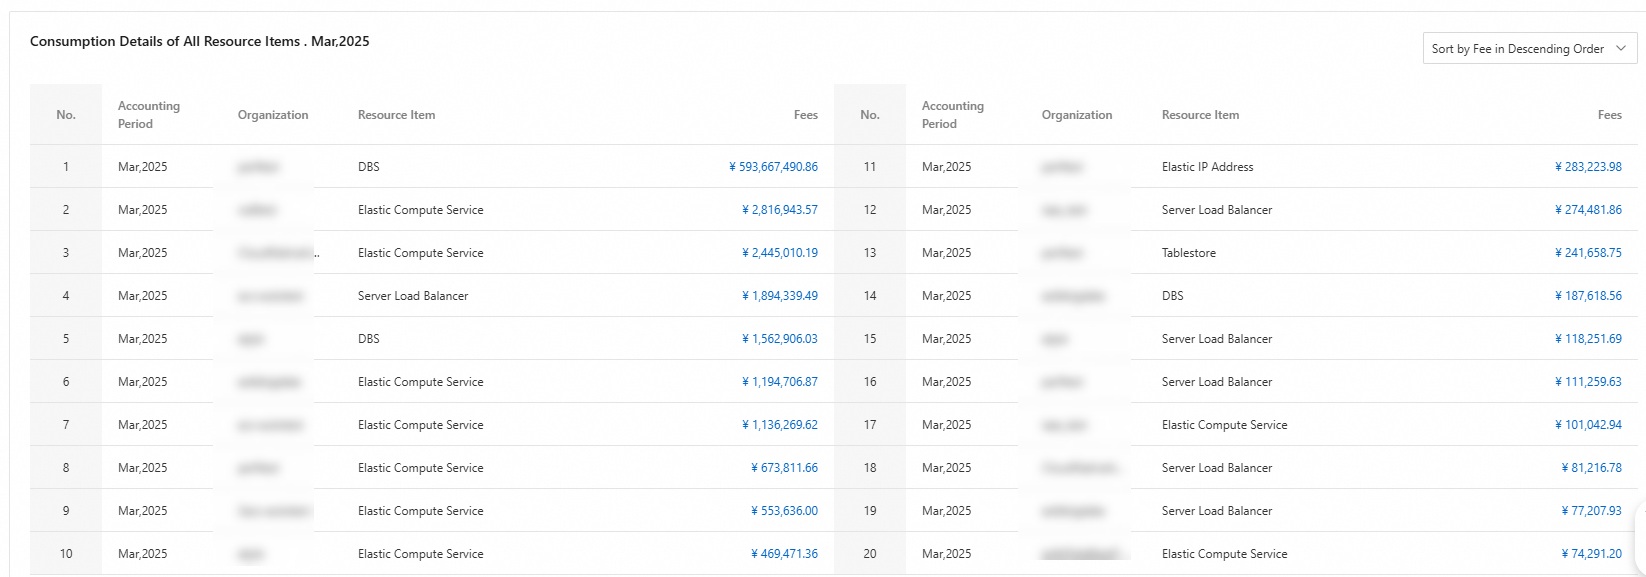 Consumption Details of All Resource Items . Mar,2025
Sort by Fee in Descending Order
No. Accounting Period Organization Resource Item Fees No. Accounting Period Organization Resource Item Fees
1 Mar,2025 DBS ¥ 593,667,490.86 11 Mar,2025 Elastic IP Address ¥ 283,223.98
2 Mar,2025 Elastic Compute Service ¥ 2,816,943.57 12 Mar,2025 Server Load Balancer ¥ 274,481.86
3 Mar,2025 Elastic Compute Service ¥ 2,445,010.19 13 Mar,2025 Tablestore ¥ 241,658.75
4 Mar,2025 Server Load Balancer ¥ 1,894,339.49 14 Mar,2025 DBS ¥ 187,618.56
5 Mar,2025 DBS ¥ 1,562,906.03 15 Mar,2025 Server Load Balancer ¥ 118,251.69
6 Mar,2025 Elastic Compute Service ¥ 1,194,706.87 16 Mar,2025 Server Load Balancer ¥ 111,259.63
7 Mar,2025 Elastic Compute Service ¥ 1,136,269.62 17 Mar,2025 Elastic Compute Service ¥ 101,042.94
8 Mar,2025 Elastic Compute Service ¥ 673,811.66 18 Mar,2025 Server Load Balancer ¥ 81,216.78
9 Mar,2025 Elastic Compute Service ¥ 553,636.00 19 Mar,2025 Server Load Balancer ¥ 77,207.93
10 Mar,2025 Elastic Compute Service ¥ 469,471.36 20 Mar,2025 Elastic Compute Service ¥ 74,291.20